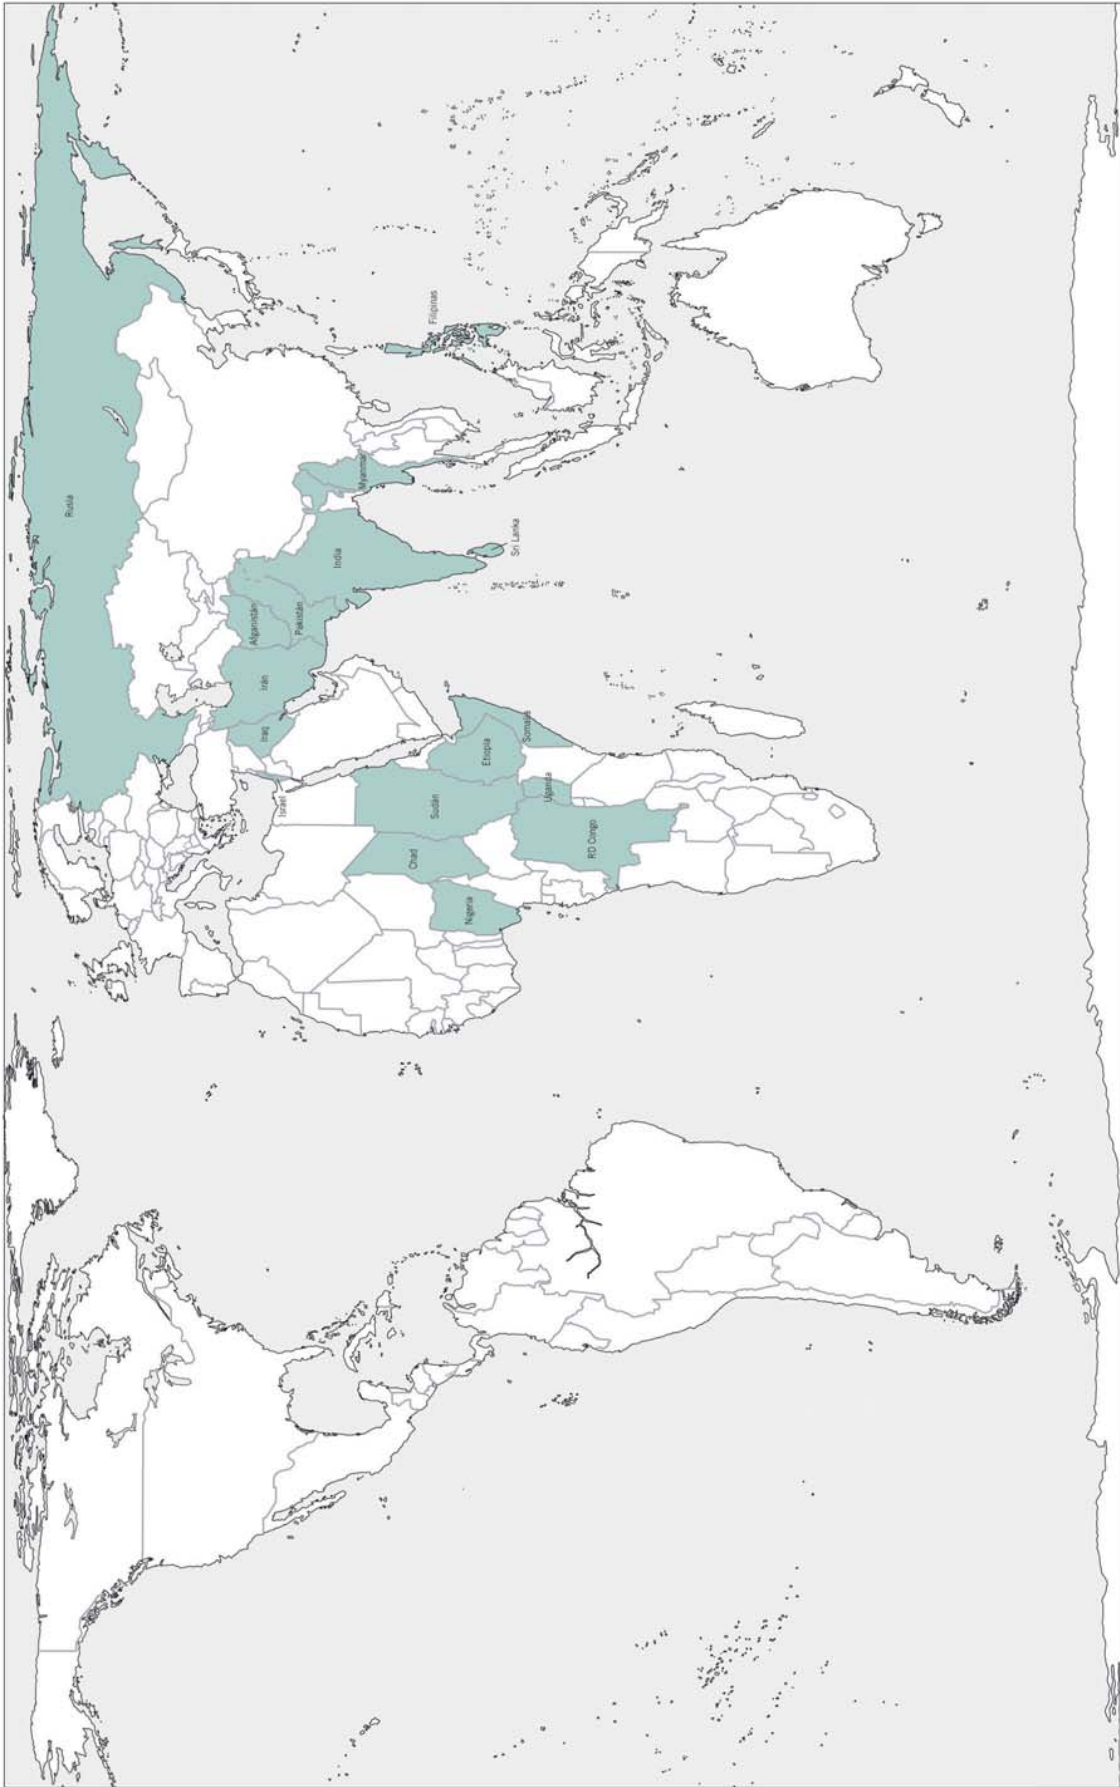 Rusia
Filipinas
Myanmar
Sri Lanka
India
Afganistán
Pakistán
Irán
Iraq
Israel
Somalia
Etiopía
Uganda
Sudán
RD Congo
Chad
Nigeria